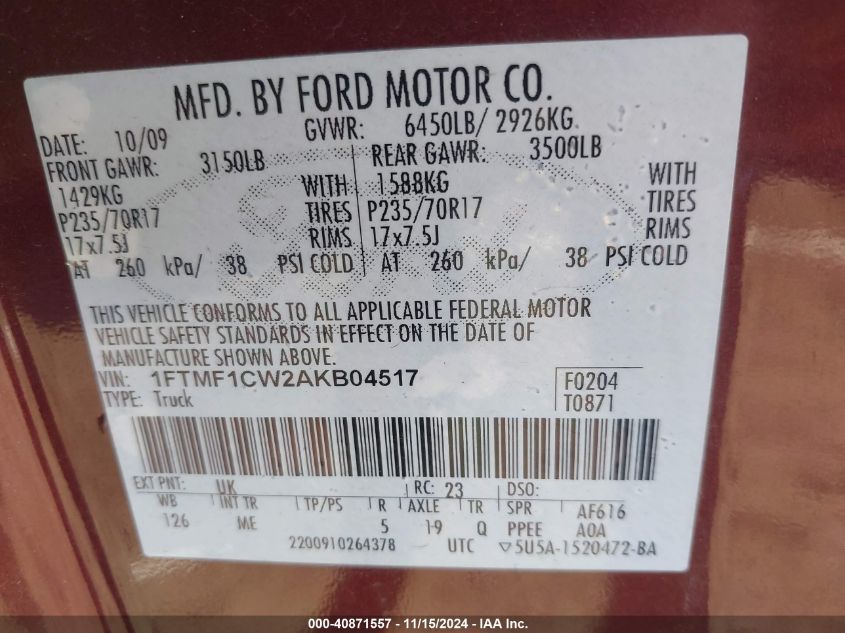 MFD. BY FORD MOTOR CO.
DATE: 10/09 GVWR: 6450LB/ 2926KG
FRONT GAWR: 3150LB REAR GAWR: 3500LB
1429KG WITH 1588KG WITH
P235/70R17 TIRES P235/70R17 TIRES
17x7.5J RIMS 17x7.5J RIMS
AT 260 kPa/ 38 PSI COLD AT 260 kPa/ 38 PSI COLD
THIS VEHICLE CONFORMS TO ALL APPLICABLE FEDERAL MOTOR
VEHICLE SAFETY STANDARDS IN EFFECT ON THE DATE OF
MANUFACTURE SHOWN ABOVE.
VIN: 1FTMF1CW2AKB04517 F0204
TYPE: Truck T0871
EXT PNT: UK RC: 23 DSO:
WB INT TR TP/PS R AXLE TR SPR AF616
126 ME 5 19 Q PPEE A0A
2200910264378 UTC ▽5U5A-1520472-BA
000-40871557 - 11/15/2024 - IAA Inc.